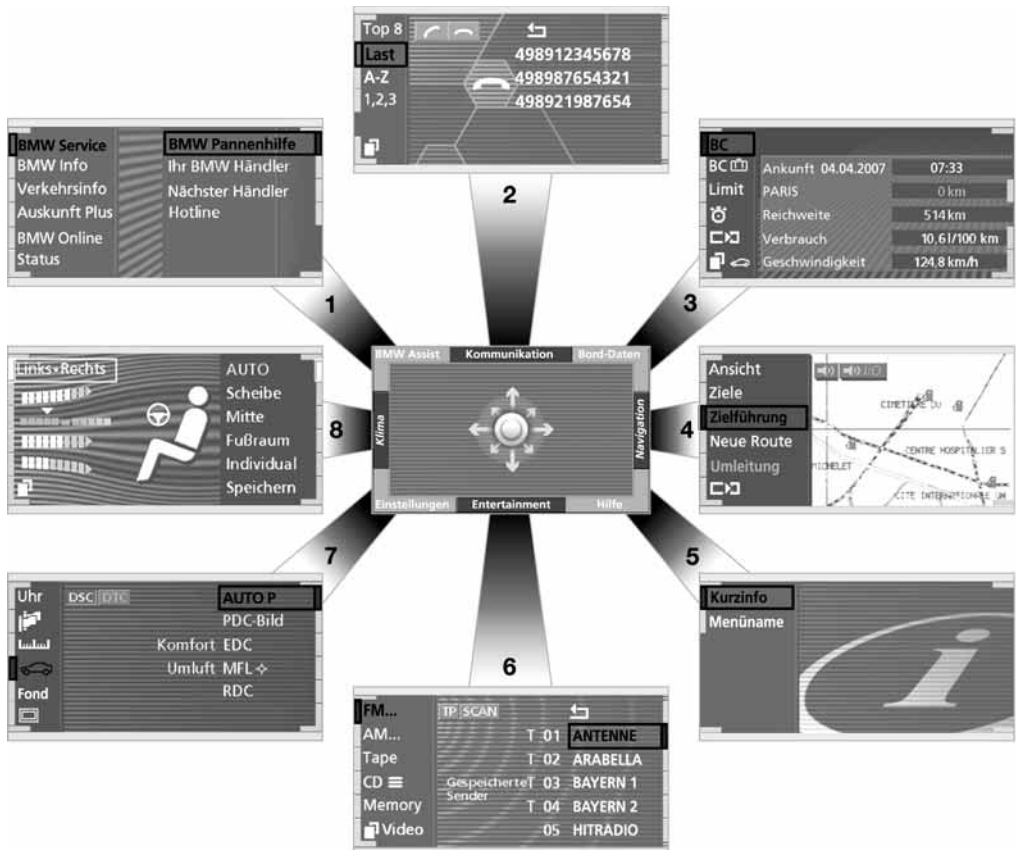 Top 8
Last
498912345678
A-Z
498987654321
1,2,3
498921987654
2
BMW Service
BMW Pannenhilfe
BMW Info
Ihr BMW Händler
Verkehrsinfo
Nächster Händler
Auskunft Plus
Hotline
BMW Online
Status
1
BC
BC
Ankunft 04.04.2007 07:33
Limit
PARIS 0 km
Reichweite 514 km
Verbrauch 10,6l/100 km
Geschwindigkeit 124,8 km/h
3
BMW Assist
Kommunikation
Bord-Daten
Klima
Navigation
Einstellungen
Entertainment
Hilfe
Links•Rechts
AUTO
Scheibe
Mitte
Fußraum
Individual
Speichern
8
Ansicht
Ziele
Zielführung
Neue Route
Umleitung
CENTRE HOSPITALIER S
4
Uhr
DSC DTC
AUTO P
PDC-Bild
Komfort EDC
Umluft MFL
Fond
RDC
7
Kurzinfo
Menüname
i
5
6
FM...
TP SCAN
T 01 ANTENNE
AM...
T 02 ARABELLA
Tape
CD
Gespeicherte
Sender
T 03 BAYERN 1
Memory
T 04 BAYERN 2
Video
05 HITRADIO